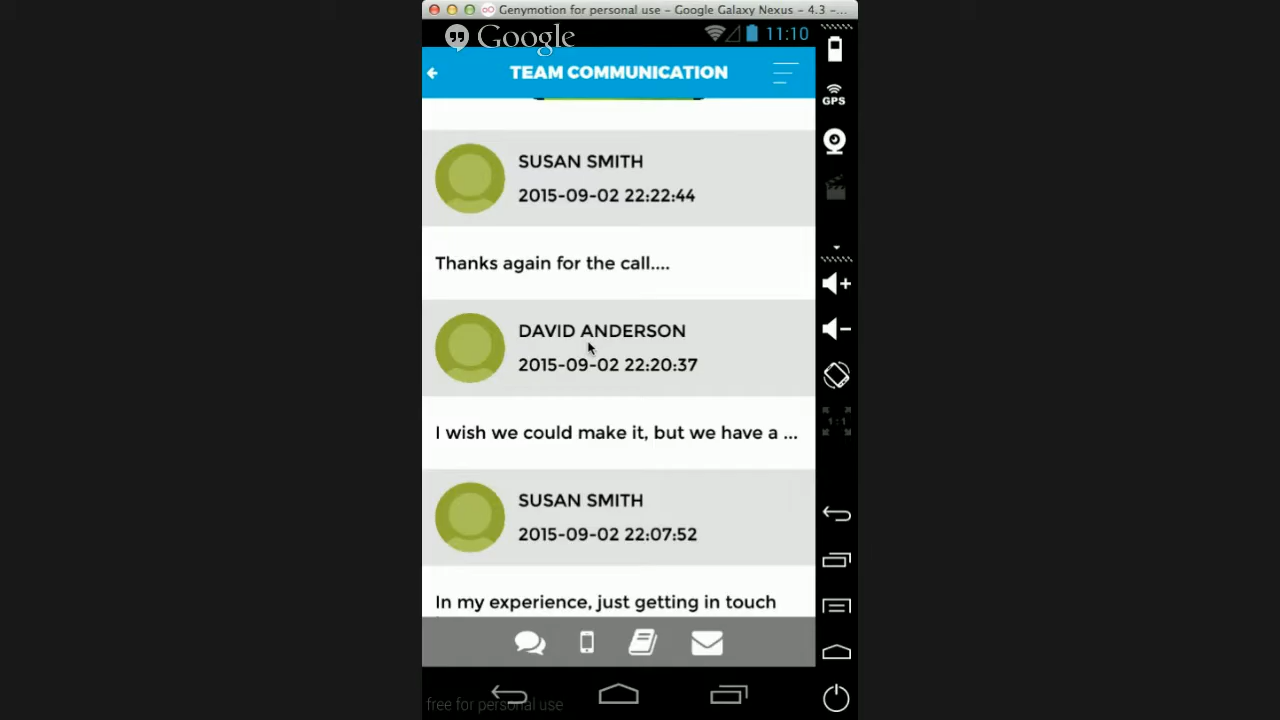 Genymotion for personal use – Google Galaxy Nexus - 4.3 -...
Google
11:10
TEAM COMMUNICATION
GPS
SUSAN SMITH
2015-09-02 22:22:44
Thanks again for the call....
DAVID ANDERSON
2015-09-02 22:20:37
I wish we could make it, but we have a ...
1:1
SUSAN SMITH
2015-09-02 22:07:52
In my experience, just getting in touch
free for personal use